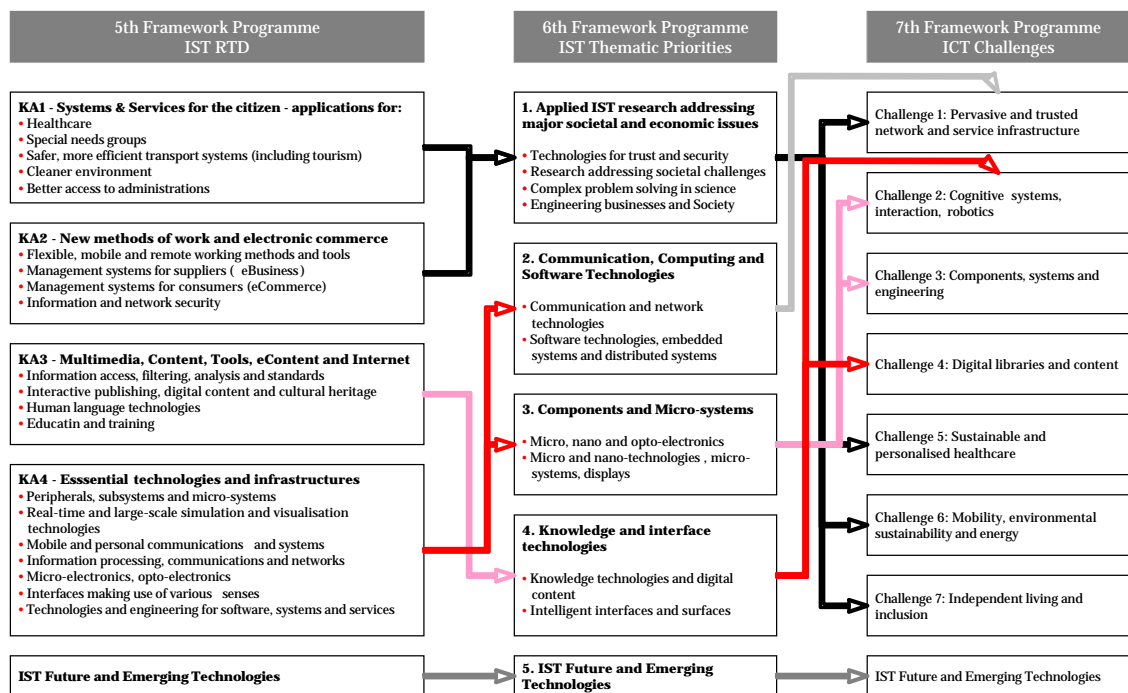 5th Framework Programme
IST RTD
KA1 - Systems & Services for the citizen - applications for:
• Healthcare
• Special needs groups
• Safer, more efficient transport systems (including tourism)
• Cleaner environment
• Better access to administrations
KA2 - New methods of work and electronic commerce
• Flexible, mobile and remote working methods and tools
• Management systems for suppliers ( eBusiness)
• Management systems for consumers (eCommerce)
• Information and network security
KA3 - Multimedia, Content, Tools, eContent and Internet
• Information access, filtering, analysis and standards
• Interactive publishing, digital content and cultural heritage
• Human language technologies
• Educatin and training
KA4 - Esssential technologies and infrastructures
• Peripherals, subsystems and micro-systems
• Real-time and large-scale simulation and visualisation
technologies
• Mobile and personal communications and systems
• Information processing, communications and networks
• Micro-electronics, opto-electronics
• Interfaces making use of various senses
• Technologies and engineering for software, systems and services
IST Future and Emerging Technologies
6th Framework Programme
IST Thematic Priorities
1. Applied IST research addressing
major societal and economic issues
• Technologies for trust and security
• Research addressing societal challenges
• Complex problem solving in science
• Engineering businesses and Society
2. Communication, Computing and
Software Technologies
• Communication and network
technologies
• Software technologies, embedded
systems and distributed systems
3. Components and Micro-systems
• Micro, nano and opto-electronics
• Micro and nano-technologies , micro-
systems, displays
4. Knowledge and interface
technologies
• Knowledge technologies and digital
content
• Intelligent interfaces and surfaces
5. IST Future and Emerging
Technologies
7th Framework Programme
ICT Challenges
Challenge 1: Pervasive and trusted
network and service infrastructure
Challenge 2: Cognitive systems,
interaction, robotics
Challenge 3: Components, systems and
engineering
Challenge 4: Digital libraries and content
Challenge 5: Sustainable and
personalised healthcare
Challenge 6: Mobility, environmental
sustainability and energy
Challenge 7: Independent living and
inclusion
IST Future and Emerging Technologies